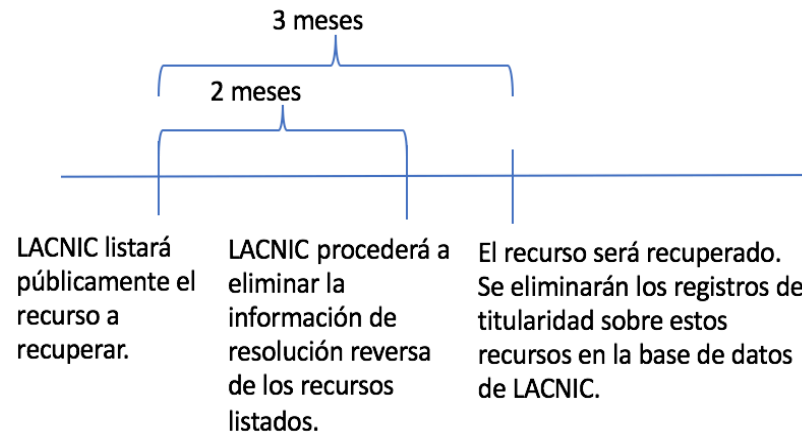 3 meses
2 meses
LACNIC listará
públicamente el
recurso a
recuperar.
LACNIC procederá a
eliminar la
información de
resolución reversa
de los recursos
listados.
El recurso será recuperado.
Se eliminarán los registros de
titularidad sobre estos
recursos en la base de datos
de LACNIC.